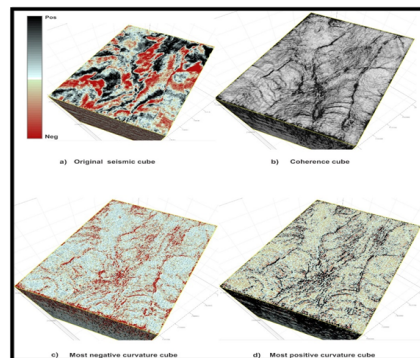 Pos
Neg
a) Original seismic cube
b) Coherence cube
c) Most negative curvature cube
d) Most positive curvature cube